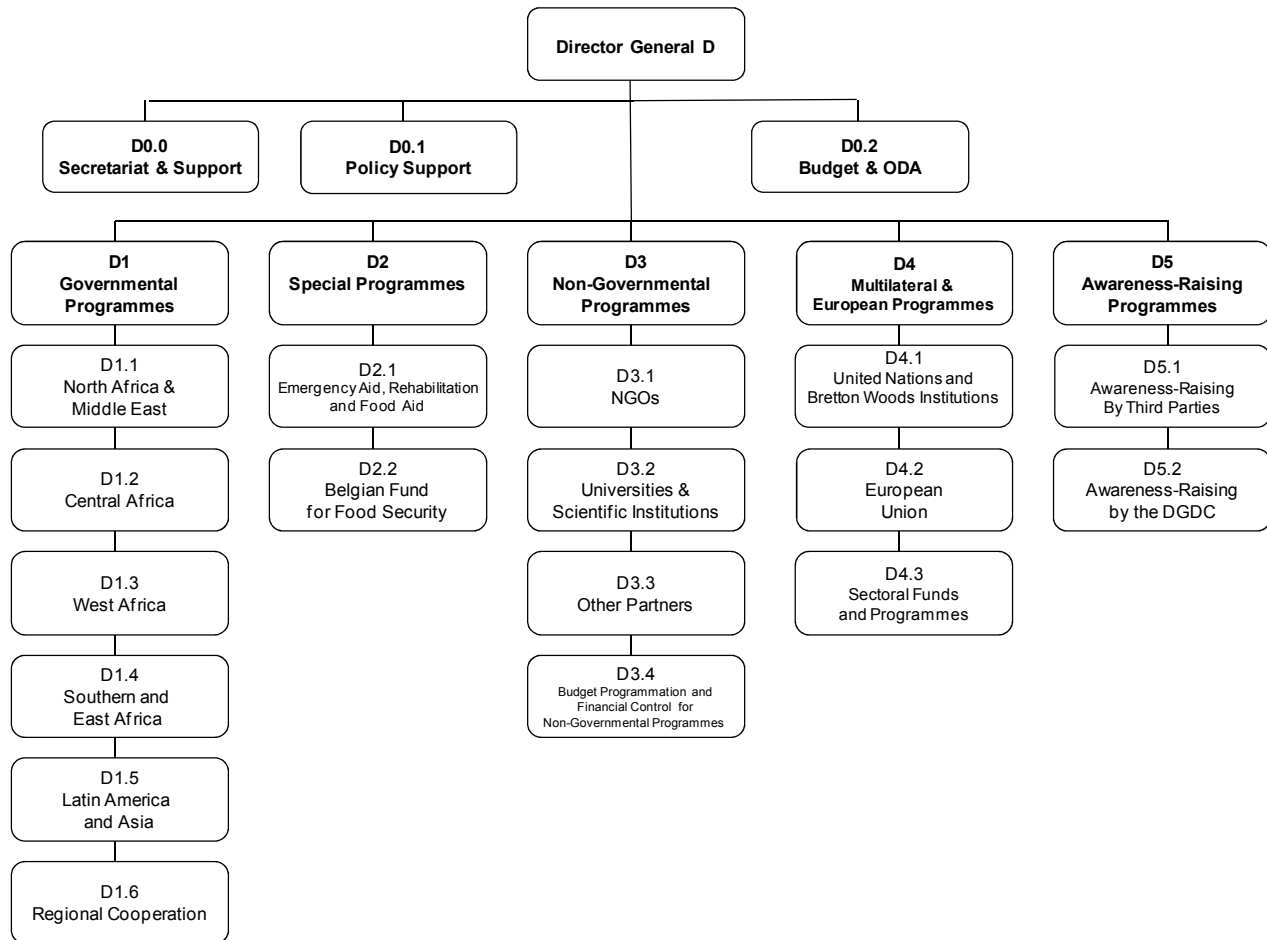 Director General D
D0.0
Secretariat & Support
D0.1
Policy Support
D0.2
Budget & ODA
D1
Governmental
Programmes
D2
Special Programmes
D3
Non-Governmental
Programmes
D4
Multilateral &
European Programmes
D5
Awareness-Raising
Programmes
D1.1
North Africa &
Middle East
D1.2
Central Africa
D1.3
West Africa
D1.4
Southern and
East Africa
D1.5
Latin America
and Asia
D1.6
Regional Cooperation
D2.1
Emergency Aid, Rehabilitation
and Food Aid
D2.2
Belgian Fund
for Food Security
D3.1
NGOs
D3.2
Universities &
Scientific Institutions
D3.3
Other Partners
D3.4
Budget Programmation and
Financial Control for
Non-Governmental Programmes
D4.1
United Nations and
Bretton Woods Institutions
D4.2
European
Union
D4.3
Sectoral Funds
and Programmes
D5.1
Awareness-Raising
By Third Parties
D5.2
Awareness-Raising
by the DGDC